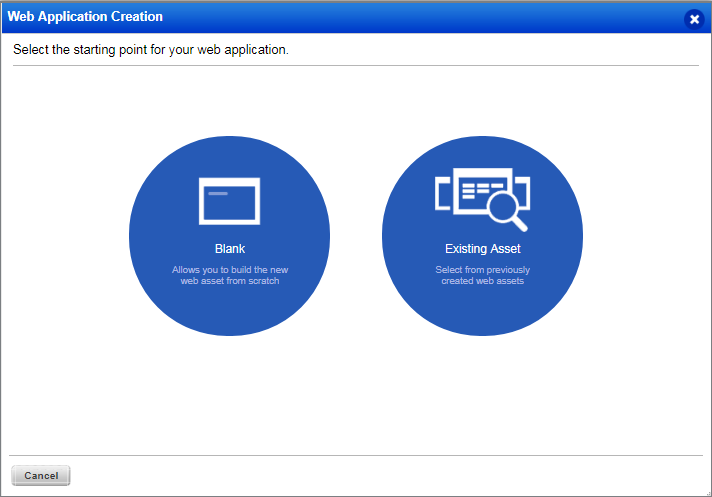 Web Application Creation
Select the starting point for your web application.
Blank
Allows you to build the new
web asset from scratch
Existing Asset
Select from previously
created web assets
Cancel